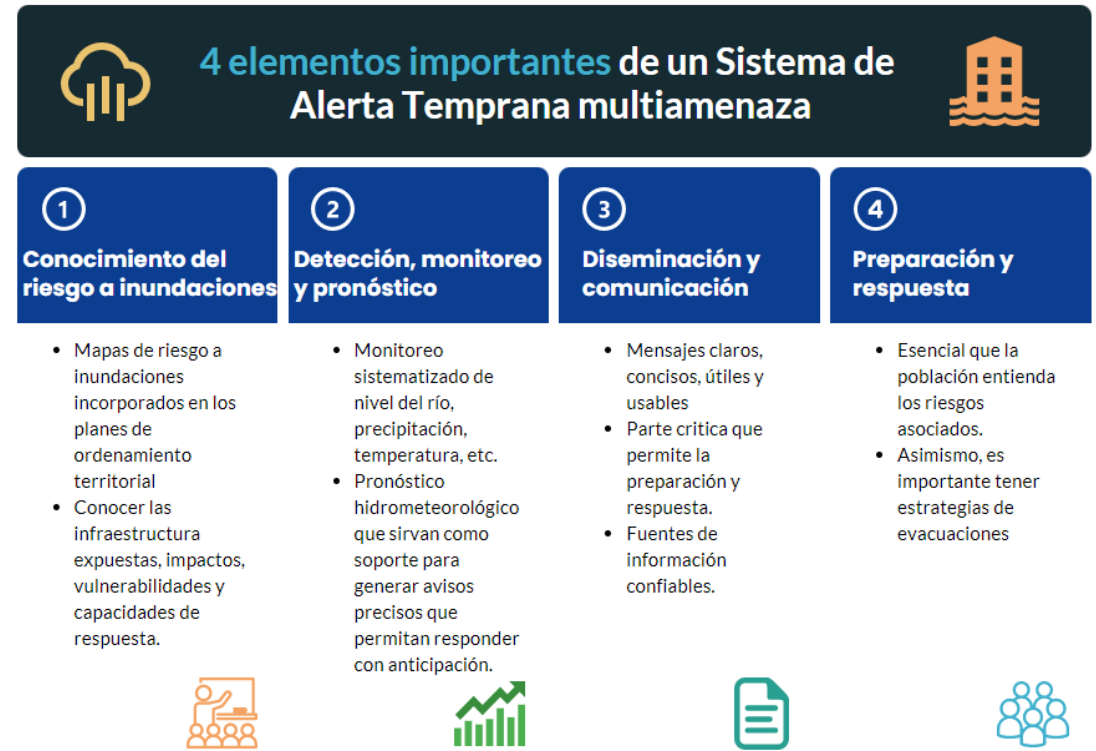 4 elementos importantes de un Sistema de
Alerta Temprana multiamenaza
1
Conocimiento del
riesgo a inundaciones
• Mapas de riesgo a
inundaciones
incorporados en los
planes de
ordenamiento
territorial
• Conocer las
infraestructura
expuestas, impactos,
vulnerabilidades y
capacidades de
respuesta.
2
Detección, monitoreo
y pronóstico
• Monitoreo
sistematizado de
nivel del río,
precipitación,
temperatura, etc.
• Pronóstico
hidrometeorológico
que sirvan como
soporte para
generar avisos
precisos que
permitan responder
con anticipación.
3
Diseminación y
comunicación
• Mensajes claros,
concisos, útiles y
usables
• Parte critica que
permite la
preparación y
respuesta.
• Fuentes de
información
confiables.
4
Preparación y
respuesta
• Esencial que la
población entienda
los riesgos
asociados.
• Asimismo, es
importante tener
estrategias de
evacuaciones